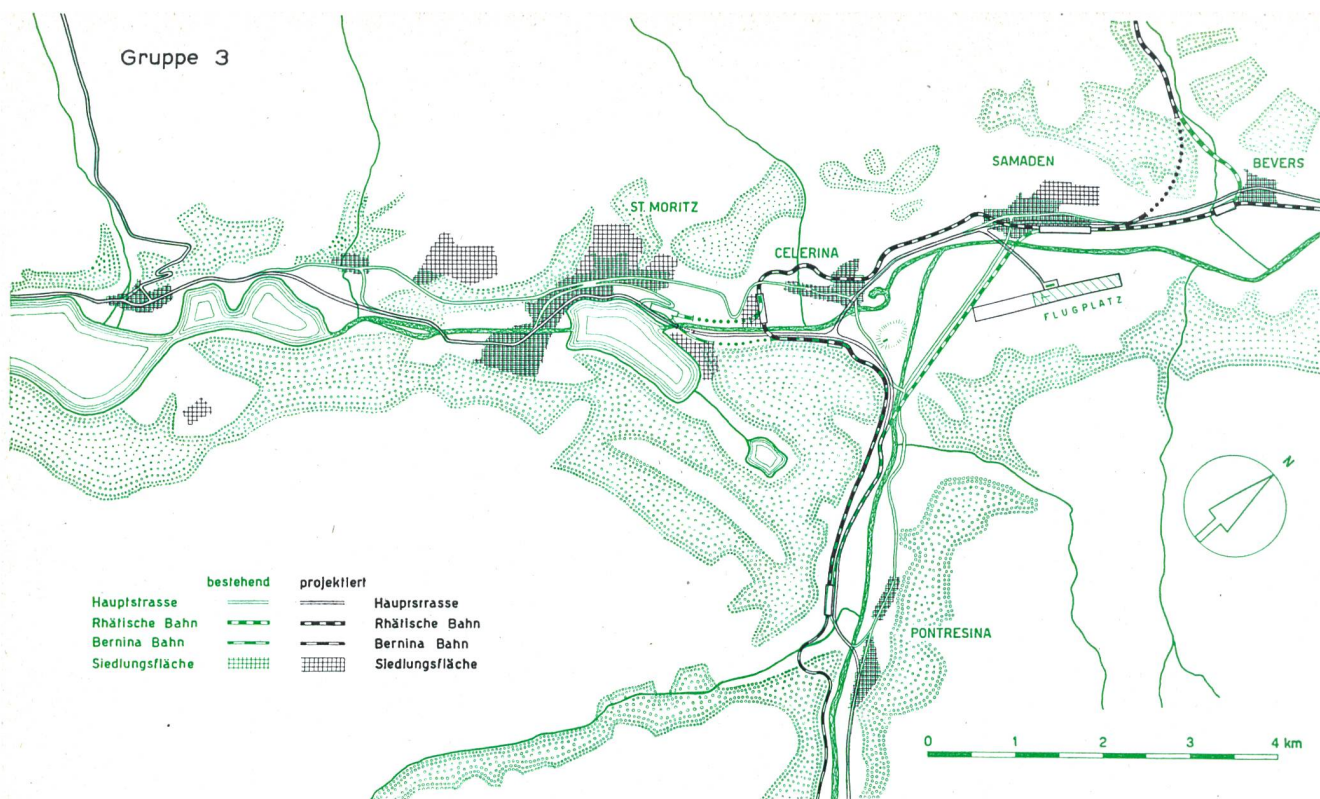 Gruppe 3
SAMADEN
BEVERS
ST. MORITZ
CELERINA
FLUGPLATZ
N
bestehend projektiert
Hauptstrasse Hauprsrrasse
Rhätische Bahn Rhätische Bahn
Bernina Bahn Bernina Bahn
Siedlungsfläche Siedlungsfläche
PONTRESINA
0 1 2 3 4 km